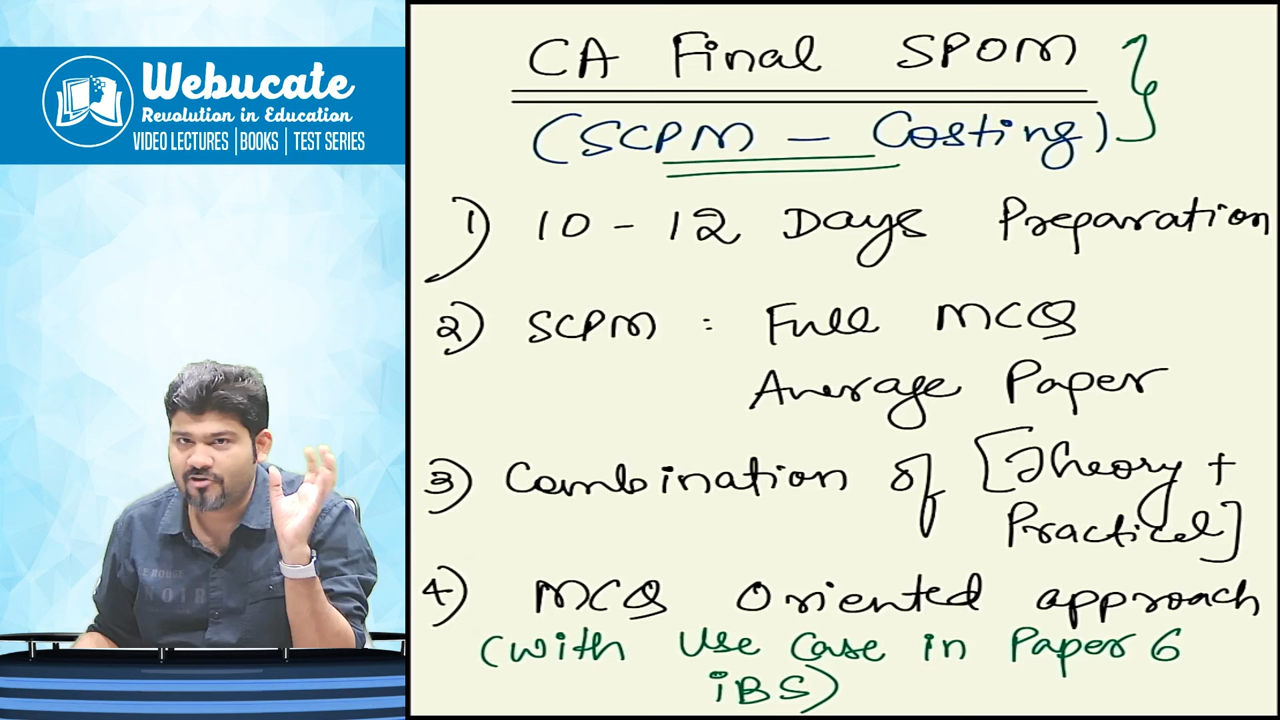 Webucate
Revolution in Education
VIDEO LECTURES | BOOKS | TEST SERIES
CA Final SPOM
(SCPM - Costing)
1) 10 - 12 Days Preparation
2) SCPM : Full MCQ
Average Paper
3) Combination of [Theory +
Practical]
4) MCQ Oriented approach
(with Use Case in Paper 6
IBS)
NOIR